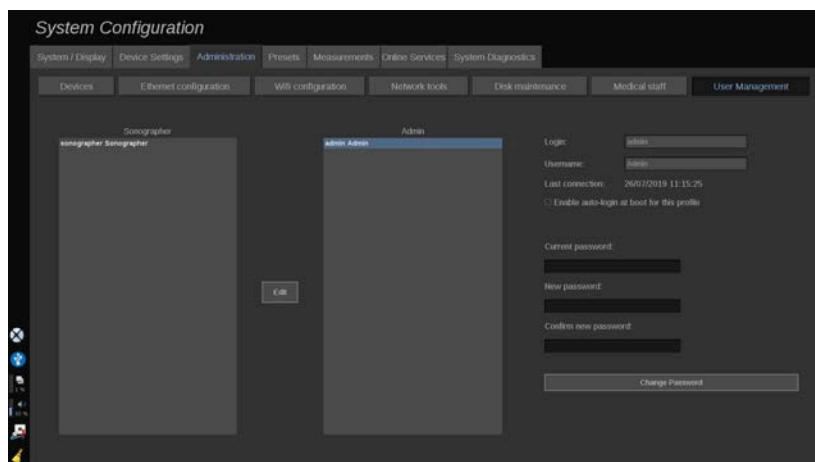 System Configuration
System / Display Device Settings Administration Presets Measurements Online Services System Diagnostics
Devices Ethernet configuration Wifi configuration Network tools Disk maintenance Medical staff User Management
Sonographer Admin
sonographer Sonographer admin Admin
Login: admin
Username: Admin
Last connection: 26/07/2019 11:15:25
Enable auto-login at boot for this profile
Current password:
Edit
New password:
Confirm new password:
Change Password